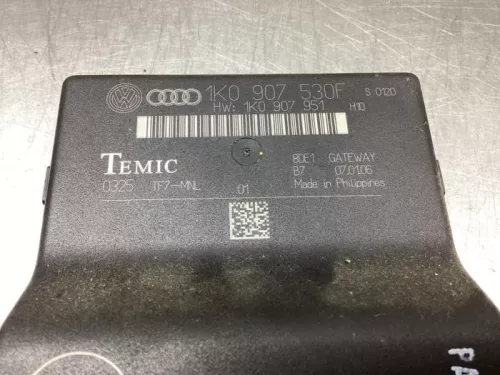 1K0 907 530F S 0120
HW: 1K0 907 951 H10
TEMIC 8DE1 GATEWAY
B7 07.01.06
0325 TF7-MNL 01 Made in Philippines
PA